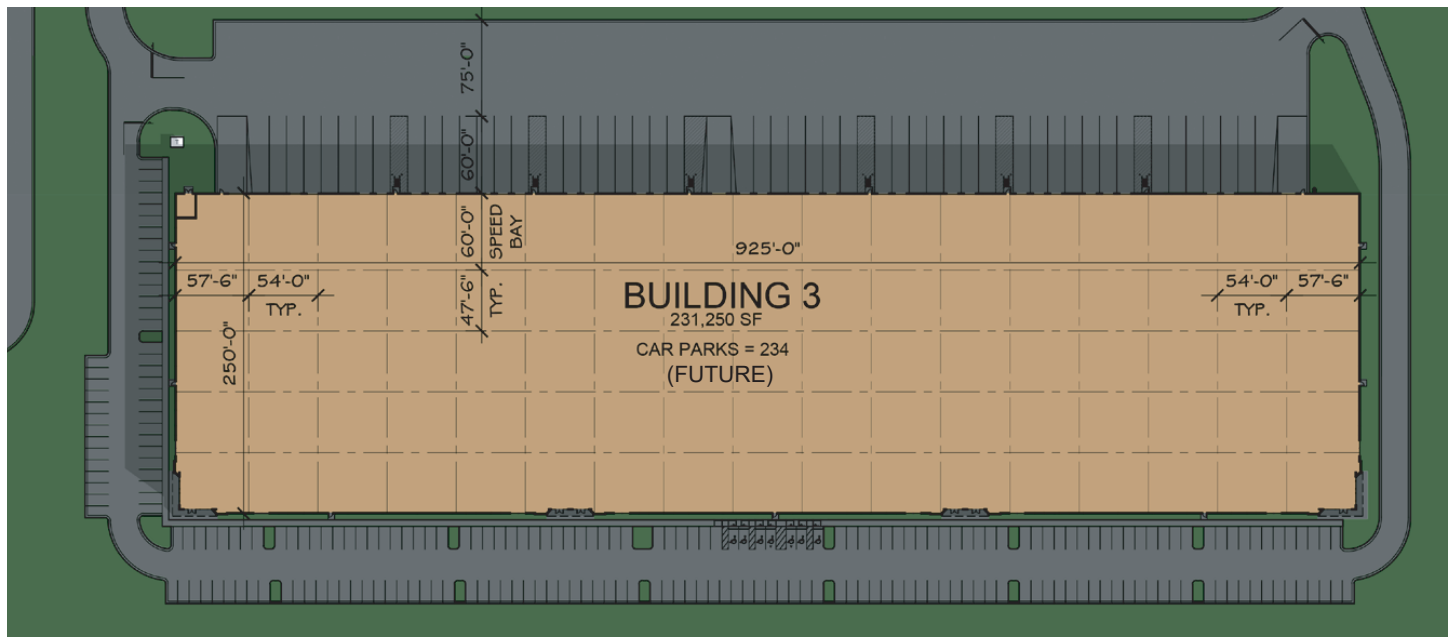 75'-0"
60'-0"
60'-0"
SPEED
BAY
925'-0"
57'-6"
54'-0"
TYP.
47'-6"
TYP.
BUILDING 3
231,250 SF
CAR PARKS = 234
(FUTURE)
54'-0"
57'-6"
TYP.
250'-0"